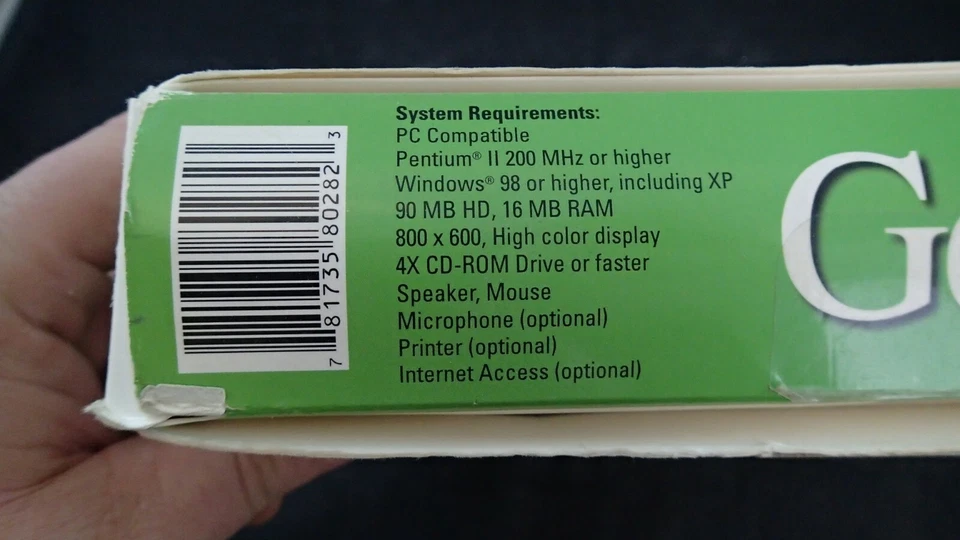 System Requirements:
PC Compatible
Pentium® II 200 MHz or higher
Windows® 98 or higher, including XP
90 MB HD, 16 MB RAM
800 x 600, High color display
4X CD-ROM Drive or faster
Speaker, Mouse
Microphone (optional)
Printer (optional)
Internet Access (optional)
7 81735 80282 3
G